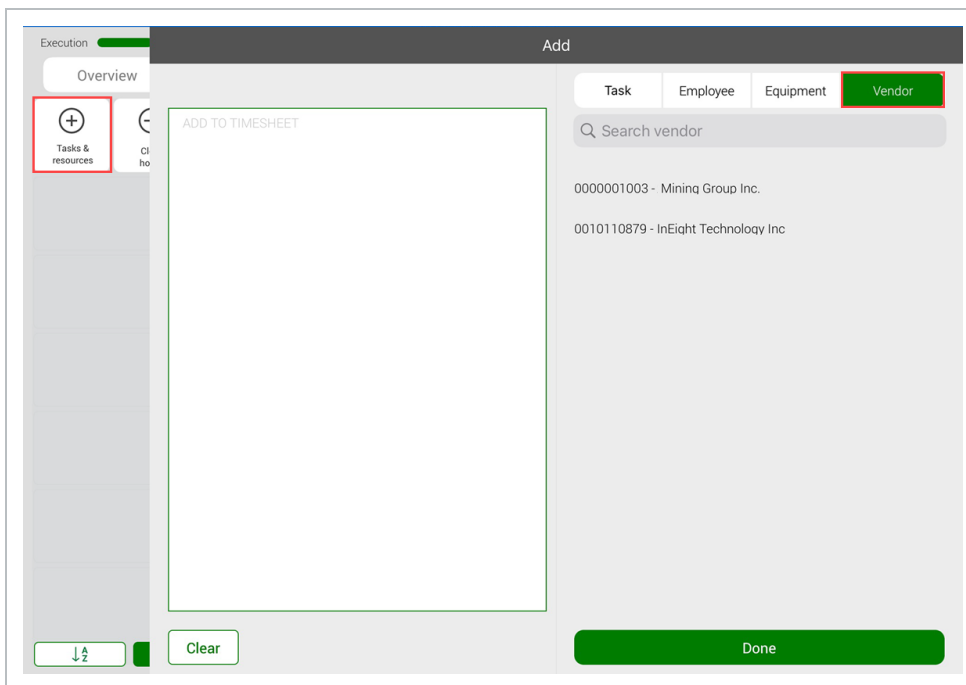 Execution
Add
Overview
Task
Employee
Equipment
Vendor
Tasks &
resources
ADD TO TIMESHEET
Search vendor
0000001003 - Mining Group Inc.
0010110879 - InEight Technology Inc
A
Z
Clear
Done